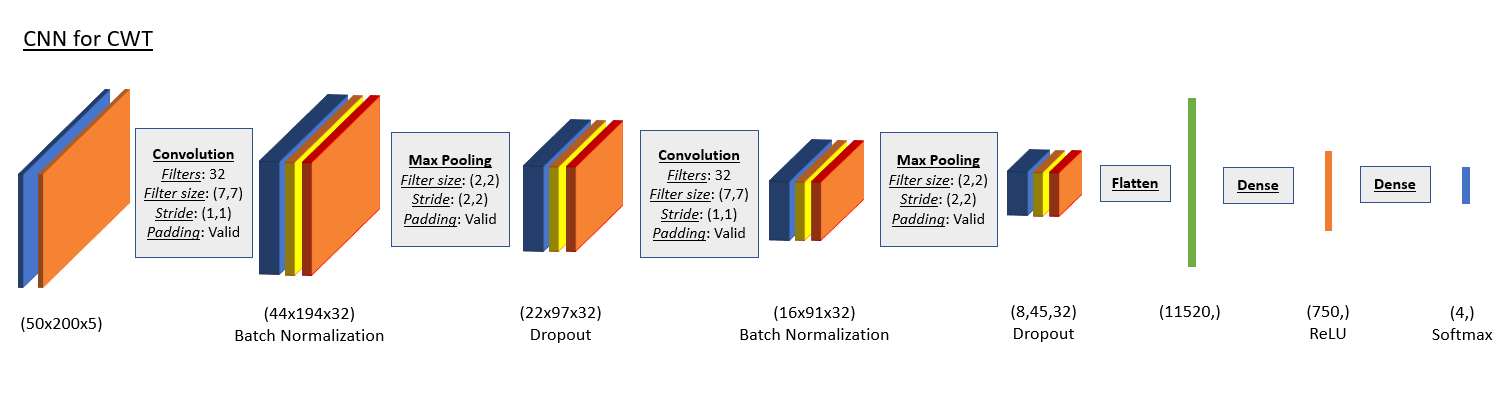 CNN for CWT
Convolution
Filters: 32
Filter size: (7,7)
Stride: (1,1)
Padding: Valid
Max Pooling
Filter size: (2,2)
Stride: (2,2)
Padding: Valid
Convolution
Filters: 32
Filter size: (7,7)
Stride: (1,1)
Padding: Valid
Max Pooling
Filter size: (2,2)
Stride: (2,2)
Padding: Valid
Flatten
Dense
Dense
(50x200x5)
(44x194x32)
Batch Normalization
(22x97x32)
Dropout
(16x91x32)
Batch Normalization
(8,45,32)
Dropout
(11520,)
(750,)
ReLU
(4,)
Softmax